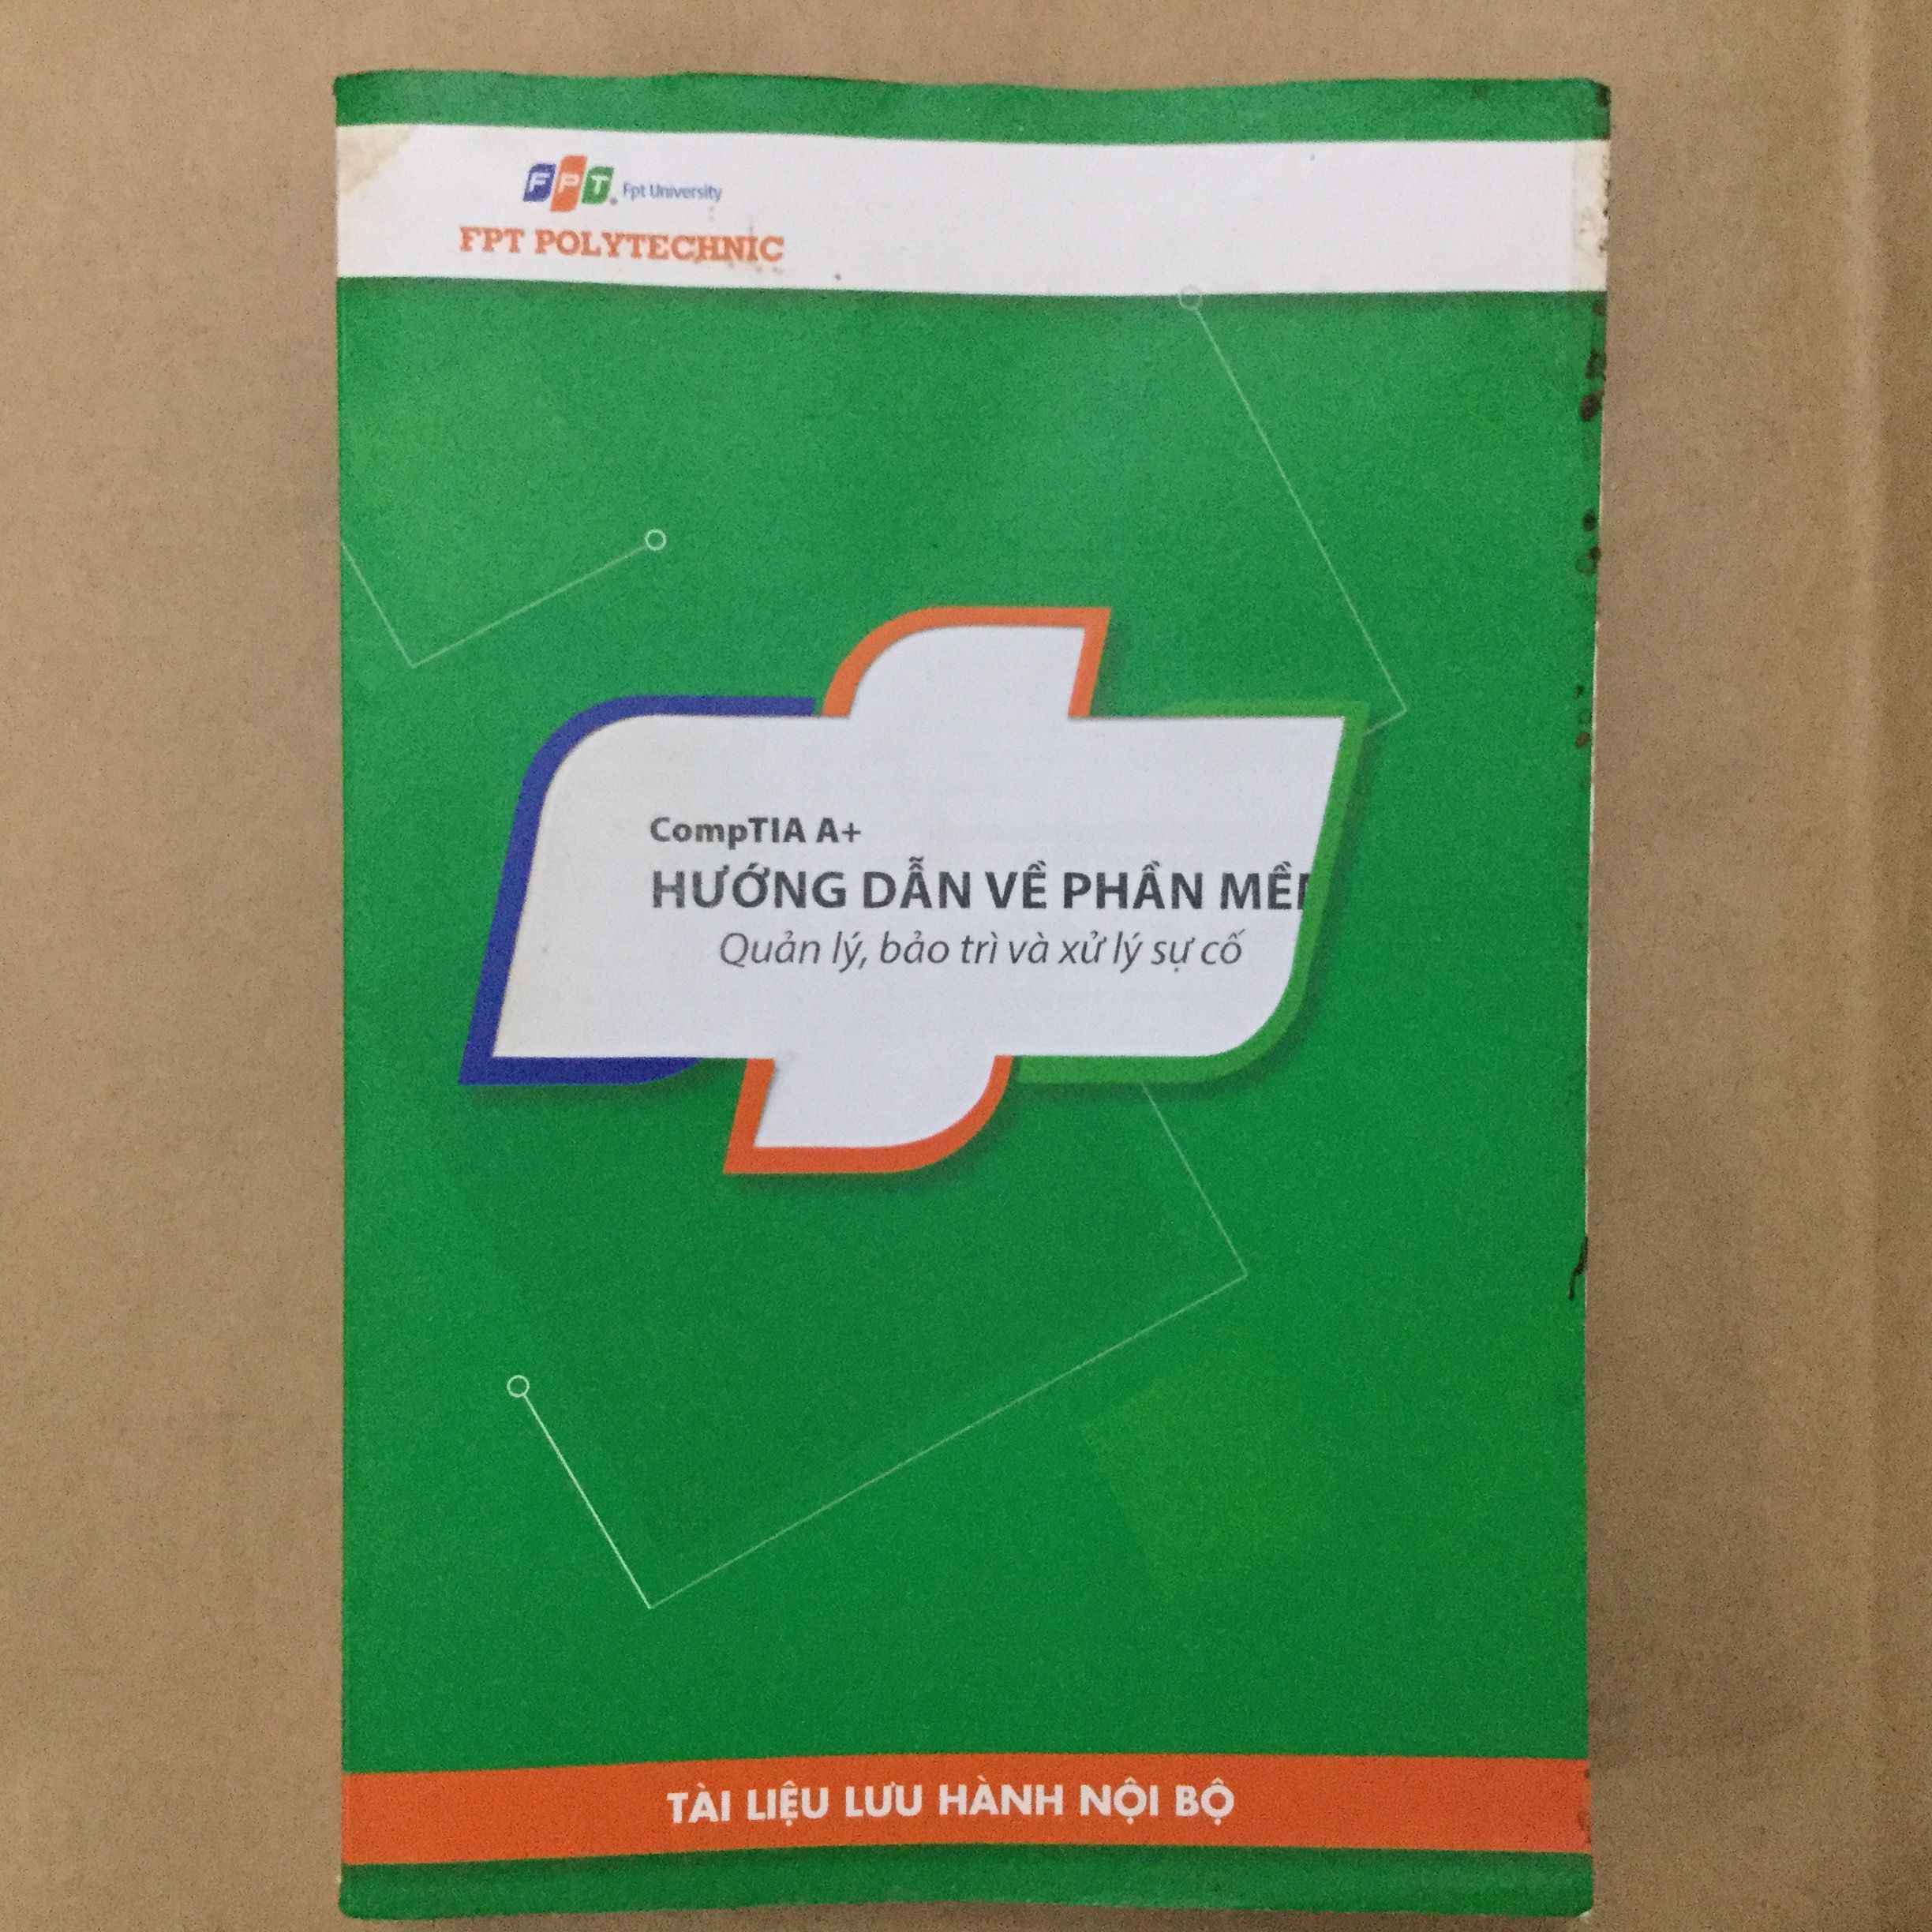 FPT. Fpt University
FPT POLYTECHNIC
CompTIA A+
HƯỚNG DẪN VỀ PHẦN MỀ
Quản lý, bảo trì và xử lý sự cố
TÀI LIỆU LƯU HÀNH NỘI BỘ